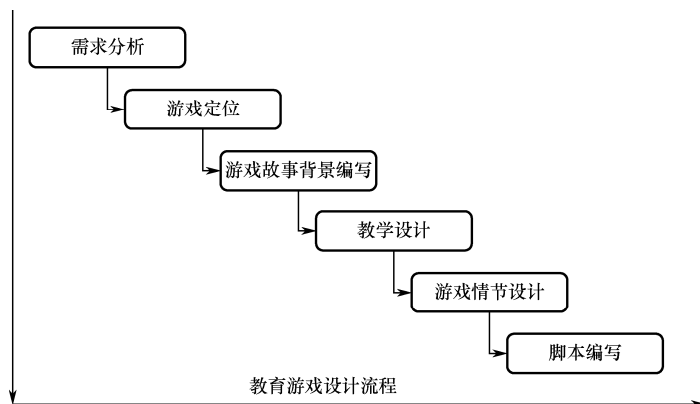 需求分析
游戏定位
游戏故事背景编写
教学设计
游戏情节设计
脚本编写
教育游戏设计流程